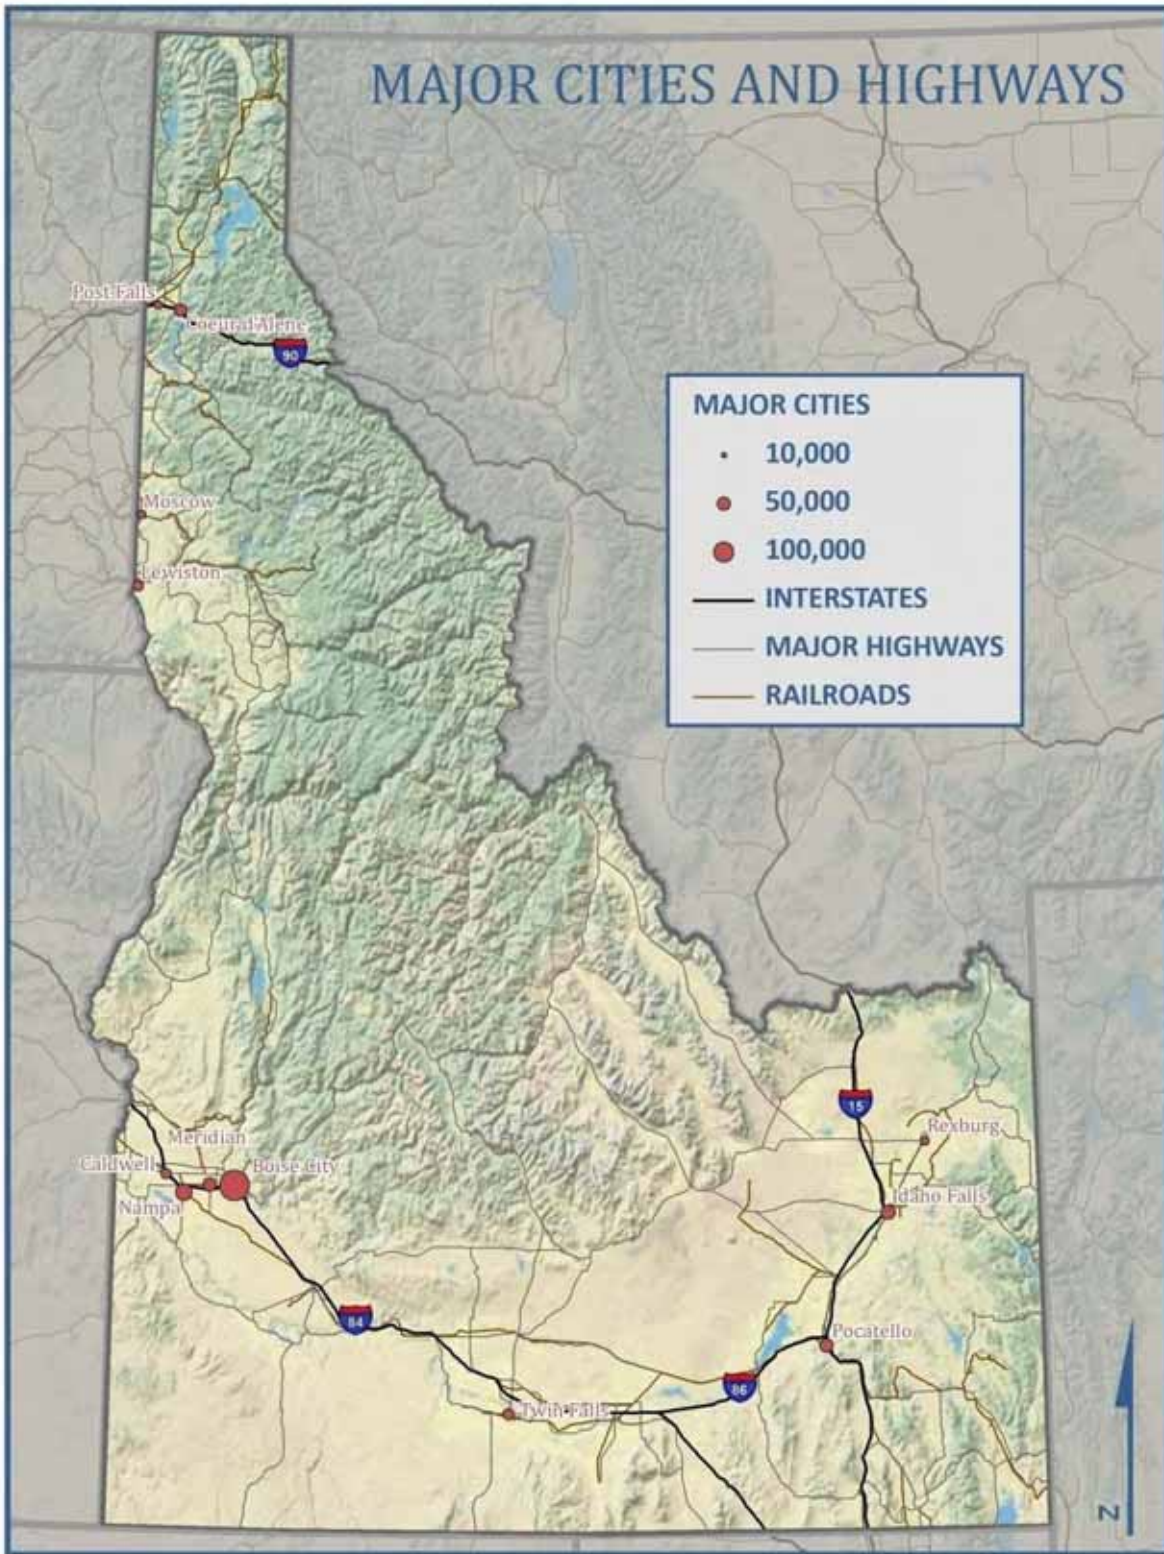 MAJOR CITIES AND HIGHWAYS
Post Falls
Coeur d'Alene
90
MAJOR CITIES
10,000
50,000
100,000
INTERSTATES
MAJOR HIGHWAYS
RAILROADS
Moscow
Lewiston
15
Rexburg
Meridian
Caldwell
Boise City
Nampa
Idaho Falls
84
Pocatello
86
Twin Falls
N